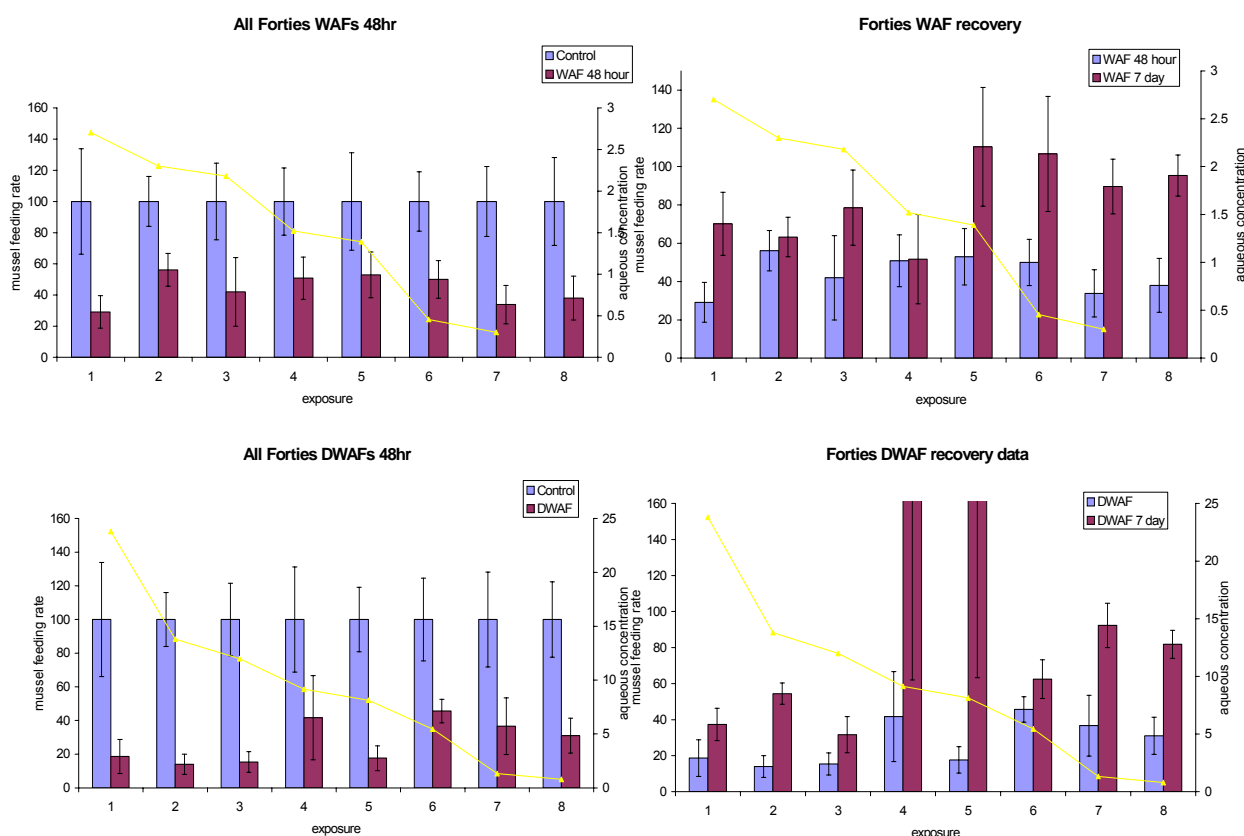 All Forties WAFs 48hr
Control
WAF 48 hour
160
140
120
100
80
60
40
20
0
mussel feeding rate
3
2.5
2
1.5
1
0.5
0
aqueous concentration
1 2 3 4 5 6 7 8
exposure
Forties WAF recovery
WAF 48 hour
WAF 7 day
140
120
100
80
60
40
20
0
mussel feeding rate
3
2.5
2
1.5
1
0.5
0
aqueous concentration
1 2 3 4 5 6 7 8
exposure
All Forties DWAFs 48hr
Control
DWAF
160
140
120
100
80
60
40
20
0
mussel feeding rate
25
20
15
10
5
0
aqueous concentration
1 2 3 4 5 6 7 8
exposure
Forties DWAF recovery data
DWAF
DWAF 7 day
160
140
120
100
80
60
40
20
0
mussel feeding rate
25
20
15
10
5
0
1 2 3 4 5 6 7 8
exposure